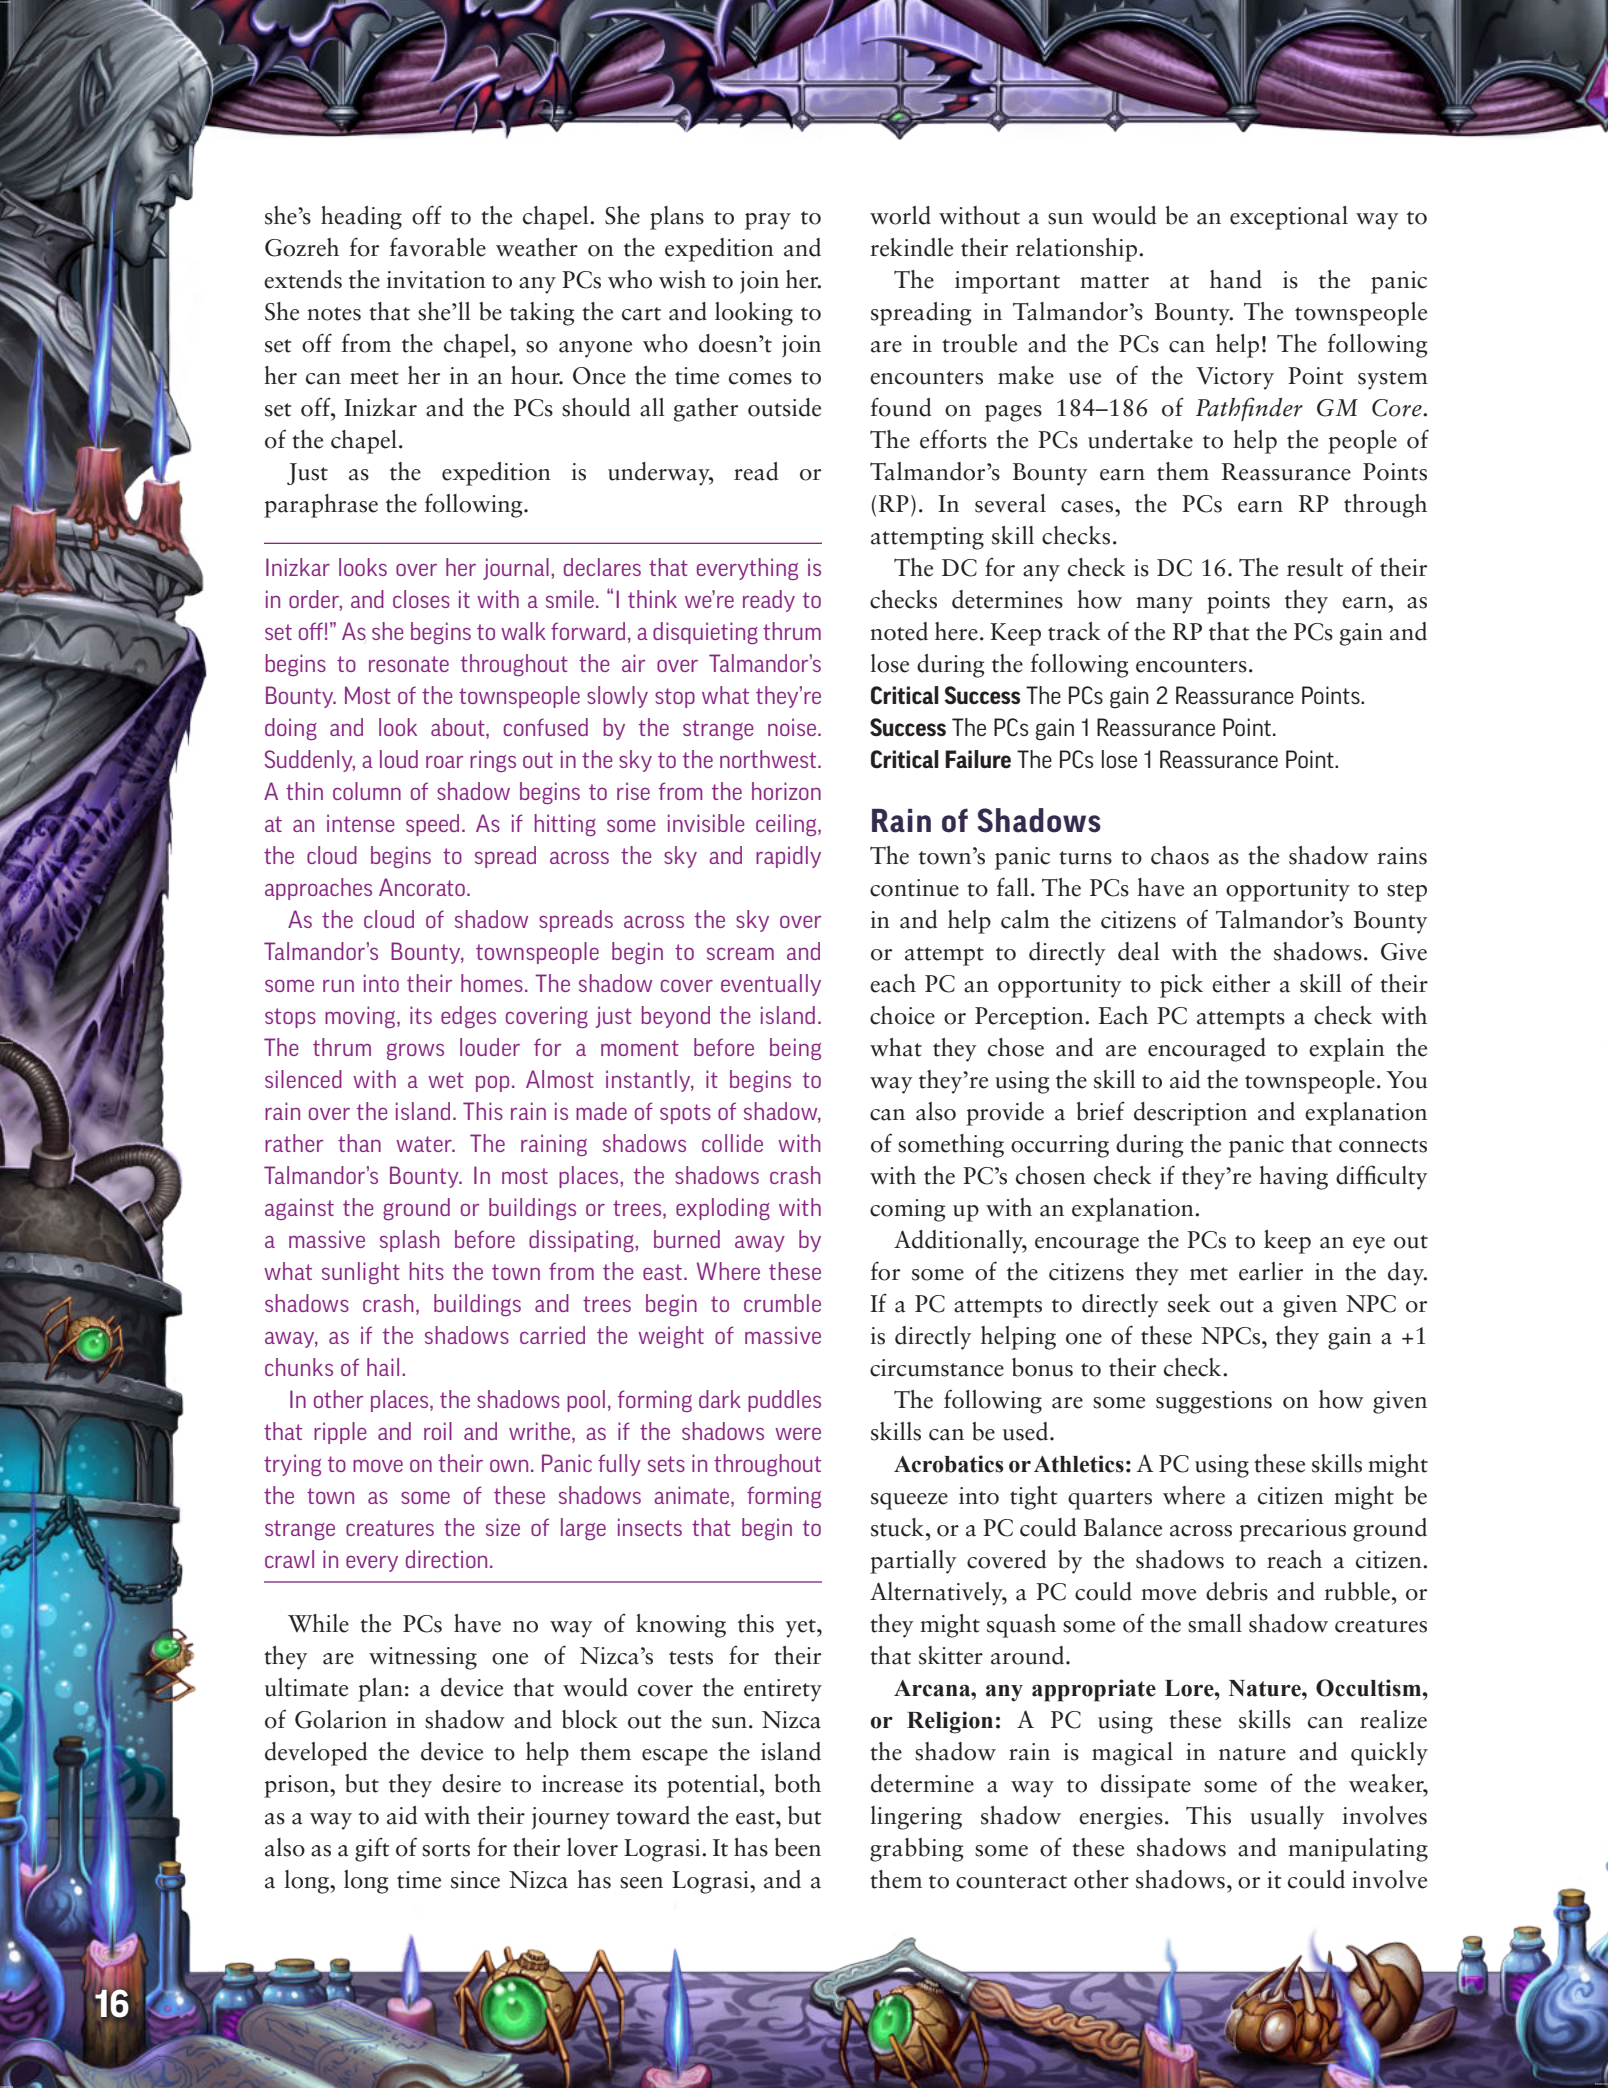 she's heading off to the chapel. She plans to pray to
Gozreh for favorable weather on the expedition and
extends the invitation to any PCs who wish to join her.
She notes that she'll be taking the cart and looking to
set off from the chapel, so anyone who doesn't join
her can meet her in an hour. Once the time comes to
set off, Inizkar and the PCs should all gather outside
of the chapel.
Just as the expedition is underway, read or
paraphrase the following.
Inizkar looks over her journal, declares that everything is
in order, and closes it with a smile. "I think we're ready to
set off!" As she begins to walk forward, a disquieting thrum
begins to resonate throughout the air over Talmandor's
Bounty. Most of the townspeople slowly stop what they're
doing and look about, confused by the strange noise.
Suddenly, a loud roar rings out in the sky to the northwest.
A thin column of shadow begins to rise from the horizon
at an intense speed. As if hitting some invisible ceiling,
the cloud begins to spread across the sky and rapidly
approaches Ancorato.
As the cloud of shadow spreads across the sky over
Talmandor's Bounty, townspeople begin to scream and
some run into their homes. The shadow cover eventually
stops moving, its edges covering just beyond the island.
The thrum grows louder for a moment before being
silenced with a wet pop. Almost instantly, it begins to
rain over the island. This rain is made of spots of shadow,
rather than water. The raining shadows collide with
Talmandor's Bounty. In most places, the shadows crash
against the ground or buildings or trees, exploding with
a massive splash before dissipating, burned away by
what sunlight hits the town from the east. Where these
shadows crash, buildings and trees begin to crumble
away, as if the shadows carried the weight of massive
chunks of hail.
In other places, the shadows pool, forming dark puddles
that ripple and roil and writhe, as if the shadows were
trying to move on their own. Panic fully sets in throughout
the town as some of these shadows animate, forming
strange creatures the size of large insects that begin to
crawl in every direction.
While the PCs have no way of knowing this yet,
they are witnessing one of Nizca's tests for their
ultimate plan: a device that would cover the entirety
of Golarion in shadow and block out the sun. Nizca
developed the device to help them escape the island
prison, but they desire to increase its potential, both
as a way to aid with their journey toward the east, but
also as a gift of sorts for their lover Lograsi. It has been
a long, long time since Nizca has seen Lograsi, and a
world without a sun would be an exceptional way to
rekindle their relationship.
The important matter at hand is the panic
spreading in Talmandor's Bounty. The townspeople
are in trouble and the PCs can help! The following
encounters make use of the Victory Point system
found on pages 184–186 of Pathfinder GM Core.
The efforts the PCs undertake to help the people of
Talmandor's Bounty earn them Reassurance Points
(RP). In several cases, the PCs earn RP through
attempting skill checks.
The DC for any check is DC 16. The result of their
checks determines how many points they earn, as
noted here. Keep track of the RP that the PCs gain and
lose during the following encounters.
Critical Success The PCs gain 2 Reassurance Points.
Success The PCs gain 1 Reassurance Point.
Critical Failure The PCs lose 1 Reassurance Point.
Rain of Shadows
The town's panic turns to chaos as the shadow rains
continue to fall. The PCs have an opportunity to step
in and help calm the citizens of Talmandor's Bounty
or attempt to directly deal with the shadows. Give
each PC an opportunity to pick either a skill of their
choice or Perception. Each PC attempts a check with
what they chose and are encouraged to explain the
way they're using the skill to aid the townspeople. You
can also provide a brief description and explanation
of something occurring during the panic that connects
with the PC's chosen check if they're having difficulty
coming up with an explanation.
Additionally, encourage the PCs to keep an eye out
for some of the citizens they met earlier in the day.
If a PC attempts to directly seek out a given NPC or
is directly helping one of these NPCs, they gain a +1
circumstance bonus to their check.
The following are some suggestions on how given
skills can be used.
Acrobatics or Athletics: A PC using these skills might
squeeze into tight quarters where a citizen might be
stuck, or a PC could Balance across precarious ground
partially covered by the shadows to reach a citizen.
Alternatively, a PC could move debris and rubble, or
they might squash some of the small shadow creatures
that skitter around.
Arcana, any appropriate Lore, Nature, Occultism,
or Religion: A PC using these skills can realize
the shadow rain is magical in nature and quickly
determine a way to dissipate some of the weaker,
lingering shadow energies. This usually involves
grabbing some of these shadows and manipulating
them to counteract other shadows, or it could involve
16